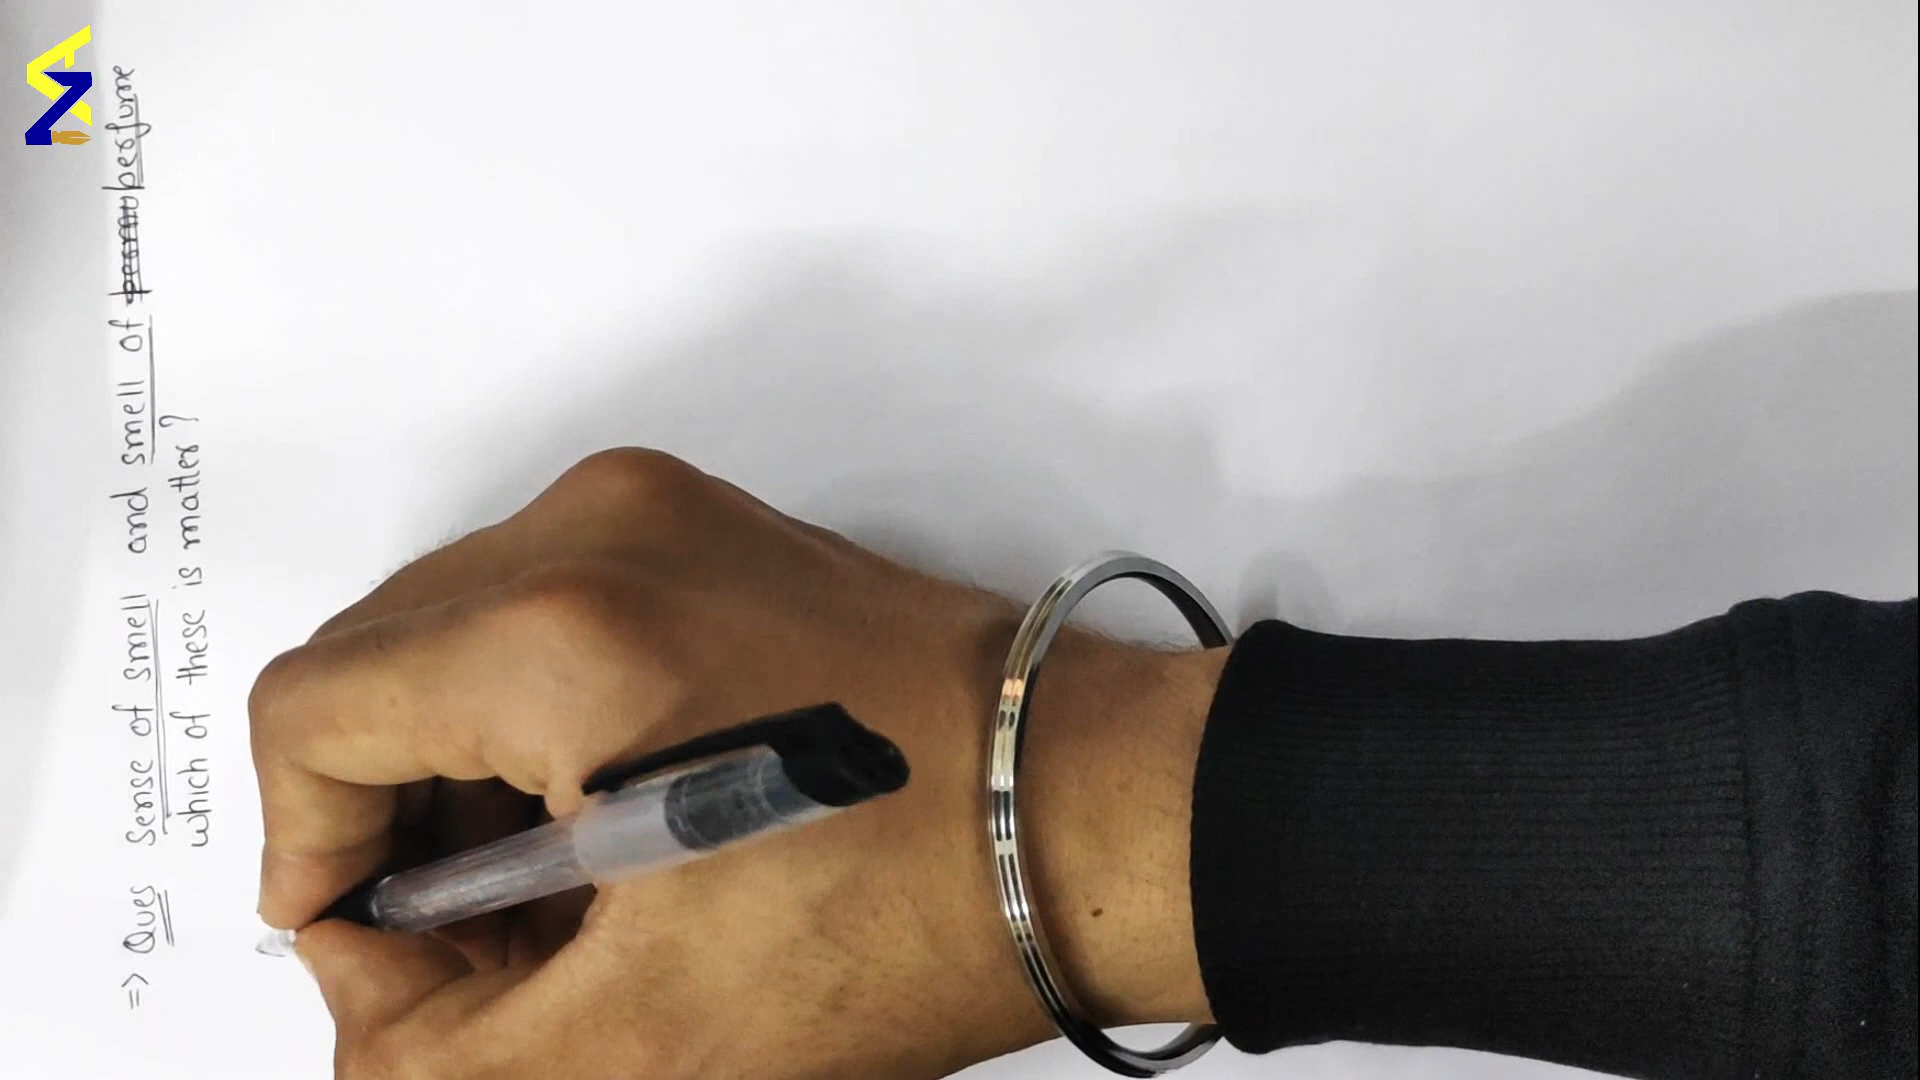 => Ques Sense of smell and smell of perfume
which of these is matter ?